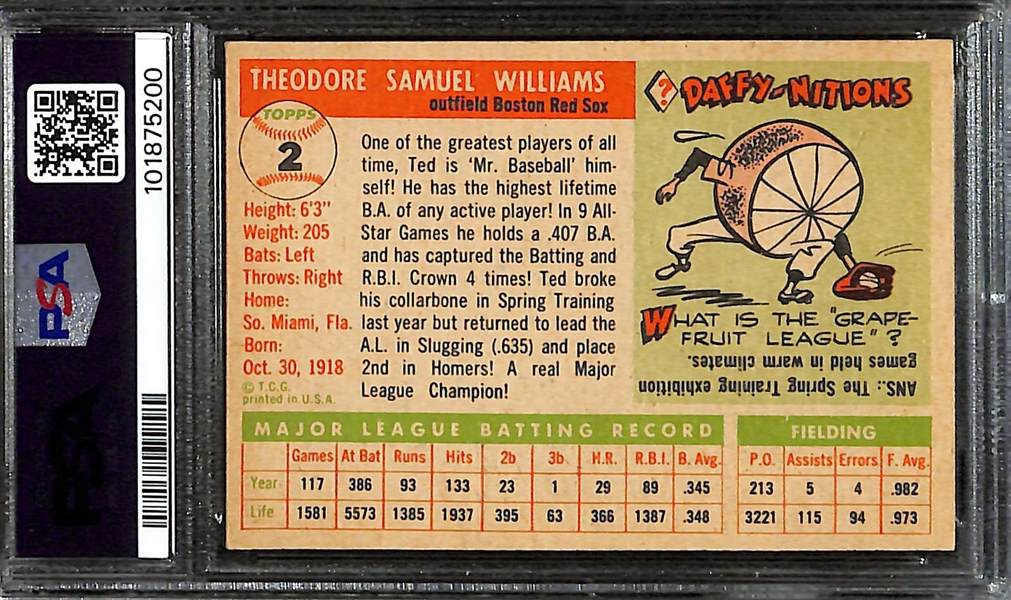 101875200
PSA
PSA
THEODORE SAMUEL WILLIAMS
outfield Boston Red Sox
TOPPS
2
Height: 6'3"
Weight: 205
Bats: Left
Throws: Right
Home:
So. Miami, Fla.
Born:
Oct. 30, 1918
© T.C.G.
printed in U.S.A.
One of the greatest players of all
time, Ted is 'Mr. Baseball' him-
self! He has the highest lifetime
B.A. of any active player! In 9 All-
Star Games he holds a .407 B.A.
and has captured the Batting and
R.B.I. Crown 4 times! Ted broke
his collarbone in Spring Training
last year but returned to lead the
A.L. in Slugging (.635) and place
2nd in Homers! A real Major
League Champion!
? DAFFY-NITIONS
WHAT IS THE "GRAPE-
FRUIT LEAGUE"?
ANS.: The Spring Training exhibition
games held in warm climates.
MAJOR LEAGUE BATTING RECORD
Games At Bat Runs Hits 2b 3b H.R. R.B.I. B. Avg.
Year 117 386 93 133 23 1 29 89 .345
Life 1581 5573 1385 1937 395 63 366 1387 .348
FIELDING
P.O. Assists Errors F. Avg.
213 5 4 .982
3221 115 94 .973